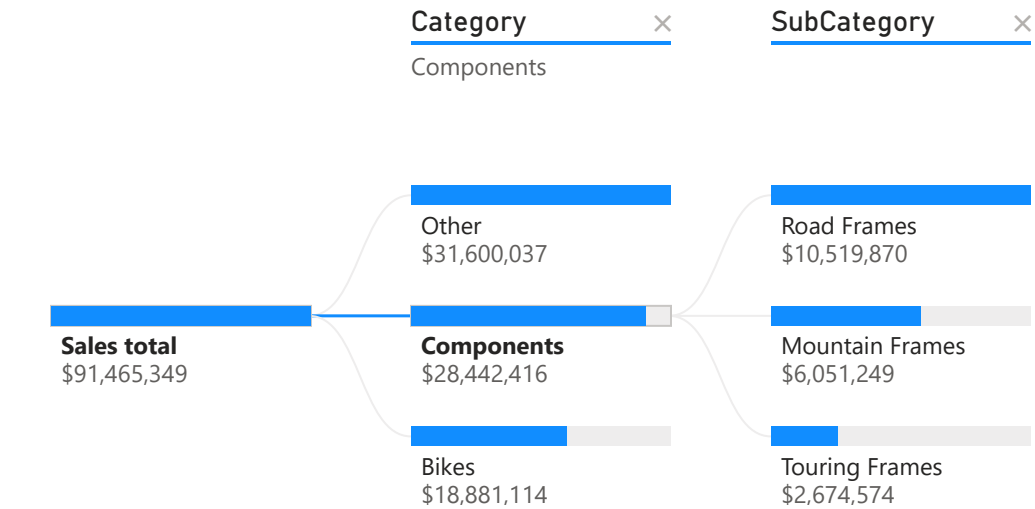 Category ×
SubCategory ×
Components
Other
$31,600,037
Road Frames
$10,519,870
Sales total
$91,465,349
Components
$28,442,416
Mountain Frames
$6,051,249
Bikes
$18,881,114
Touring Frames
$2,674,574